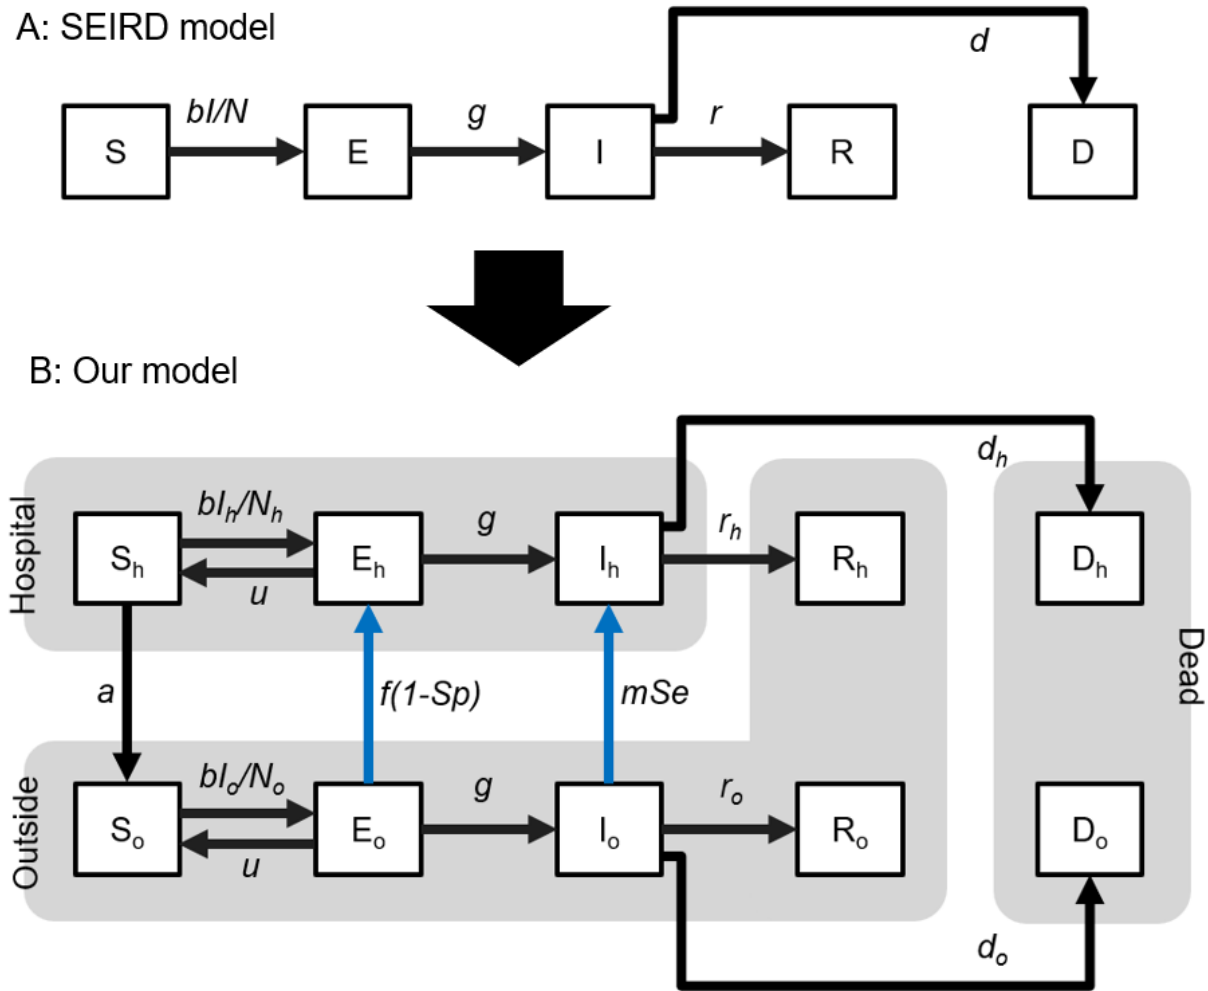 A: SEIRD model
d
bI/N
g
r
S
E
I
R
D
B: Our model
d_h
Hospital
bI_h/N_h
g
r_h
S_h
E_h
I_h
R_h
D_h
u
a
f(1-Sp)
mSe
Dead
Outside
bI_o/N_o
g
r_o
S_o
E_o
I_o
R_o
D_o
u
d_o